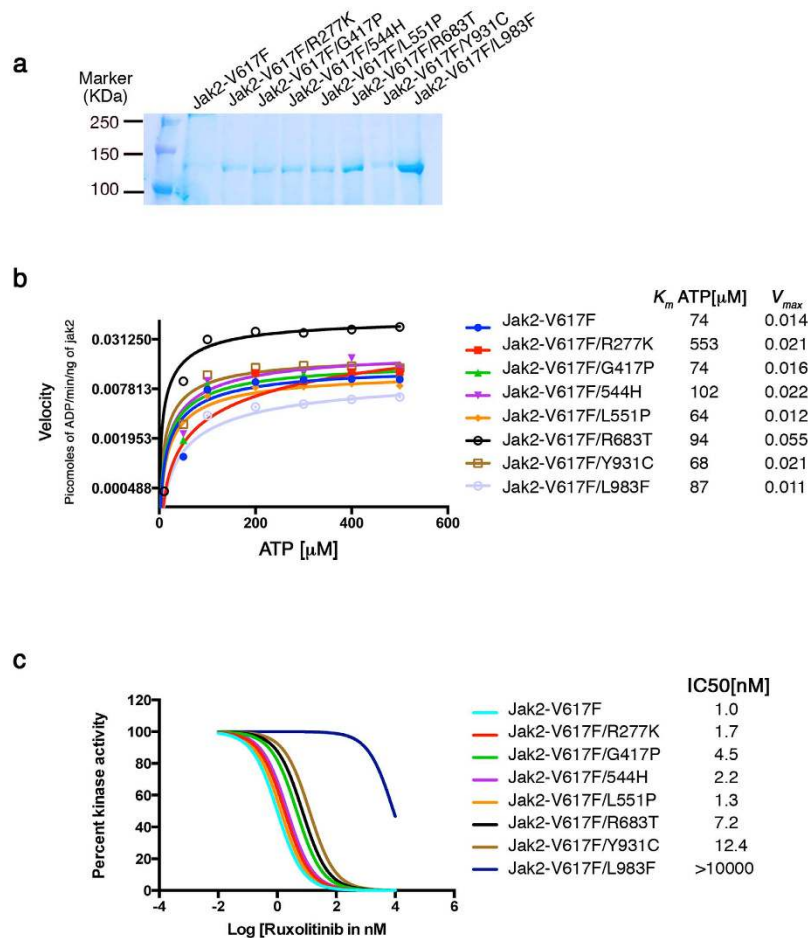 a
Marker
(KDa)
Jak2-V617F
Jak2-V617F/R277K
Jak2-V617F/G417P
Jak2-V617F/544H
Jak2-V617F/L551P
Jak2-V617F/R683T
Jak2-V617F/Y931C
Jak2-V617F/L983F
250
150
100
b
Velocity
Picomoles of ADP/min/ng of jak2
0.031250
0.007813
0.001953
0.000488
0 200 400 600
ATP [µM]
Km ATP[µM] Vmax
Jak2-V617F 74 0.014
Jak2-V617F/R277K 553 0.021
Jak2-V617F/G417P 74 0.016
Jak2-V617F/544H 102 0.022
Jak2-V617F/L551P 64 0.012
Jak2-V617F/R683T 94 0.055
Jak2-V617F/Y931C 68 0.021
Jak2-V617F/L983F 87 0.011
c
Percent kinase activity
120
100
80
60
40
20
0
-4 -2 0 2 4 6
Log [Ruxolitinib in nM
IC50[nM]
Jak2-V617F 1.0
Jak2-V617F/R277K 1.7
Jak2-V617F/G417P 4.5
Jak2-V617F/544H 2.2
Jak2-V617F/L551P 1.3
Jak2-V617F/R683T 7.2
Jak2-V617F/Y931C 12.4
Jak2-V617F/L983F >10000